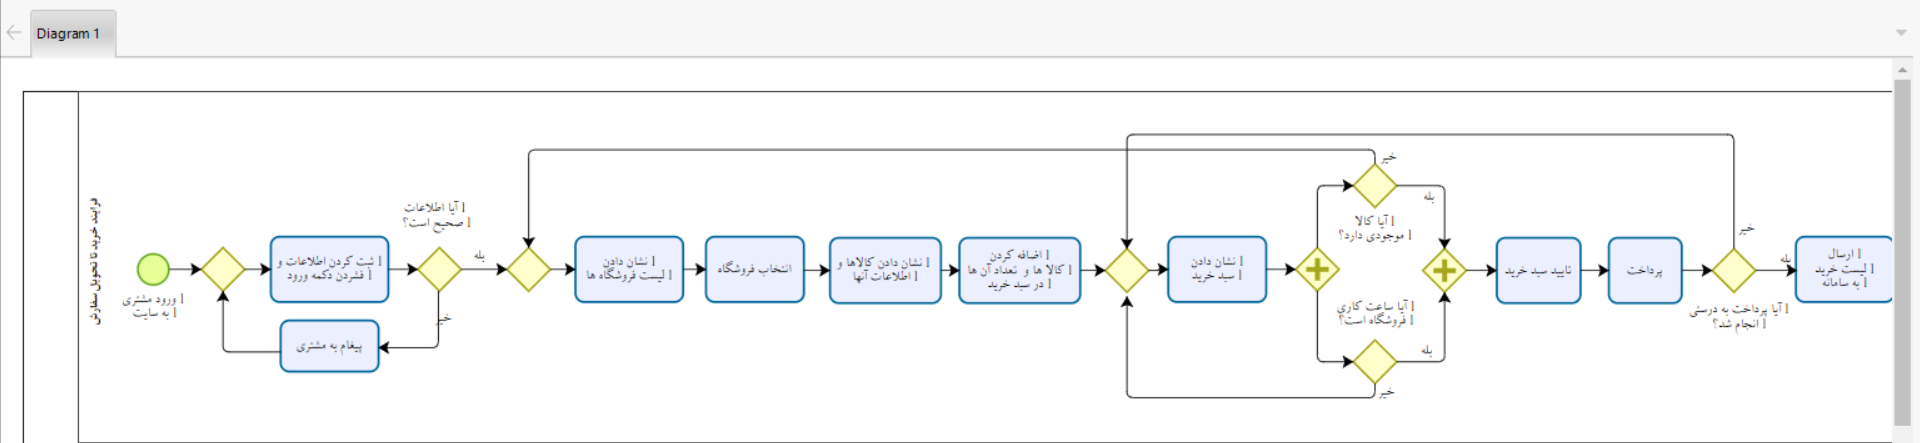 Diagram 1
فرایند خرید تا تحویل سفارش
ورود مشتری
به سایت
ثبت کردن اطلاعات و
فشردن دکمه ورود
پیغام به مشتری
آیا اطلاعات
صحیح است؟
بله
خیر
نشان دادن
لیست فروشگاه ها
انتخاب فروشگاه
نشان دادن کالاها و
اطلاعات آنها
اضافه کردن
کالا ها و تعداد آن ها
در سبد خرید
نشان دادن
سبد خرید
خیر
آیا کالا
موجودی دارد؟
بله
آیا ساعت کاری
فروشگاه است؟
بله
خیر
تایید سبد خرید
پرداخت
خیر
آیا پرداخت به درستی
انجام شد؟
بله
ارسال
لیست خرید
به سامانه